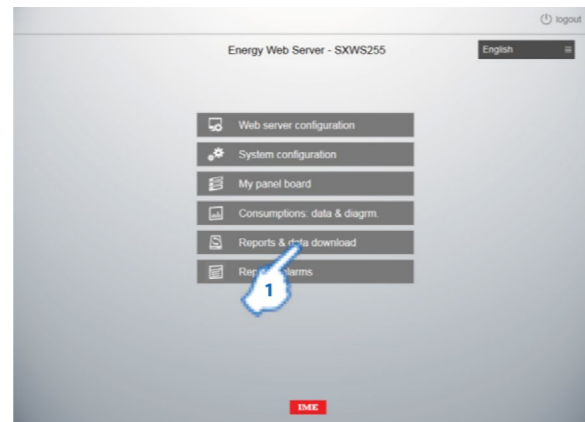 logout
Energy Web Server - SXWS255
English
Web server configuration
System configuration
My panel board
Consumptions: data & diagrm.
Reports & data download
alarms
1
IME